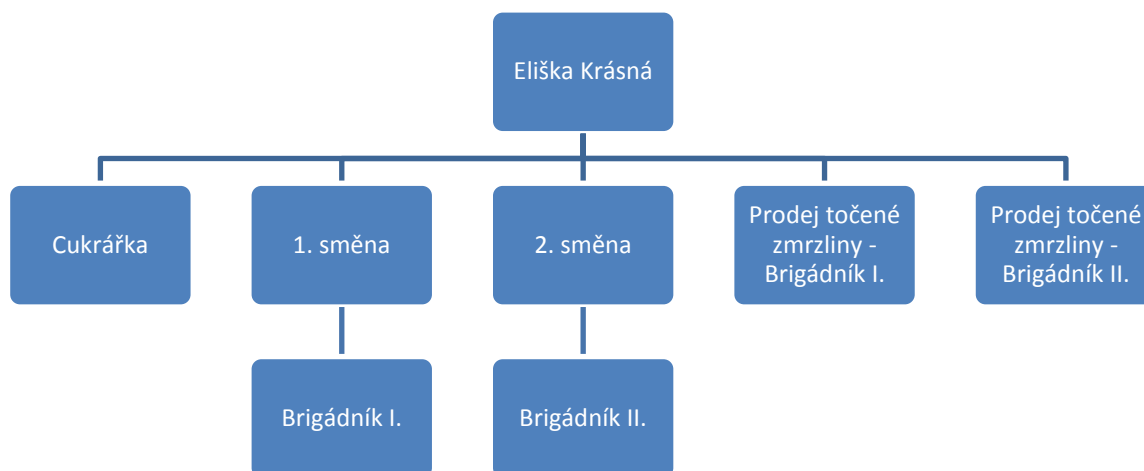 Eliška Krásná
Cukrářka
1. směna
2. směna
Prodej točené
zmrzliny -
Brigádník I.
Prodej točené
zmrzliny -
Brigádník II.
Brigádník I.
Brigádník II.